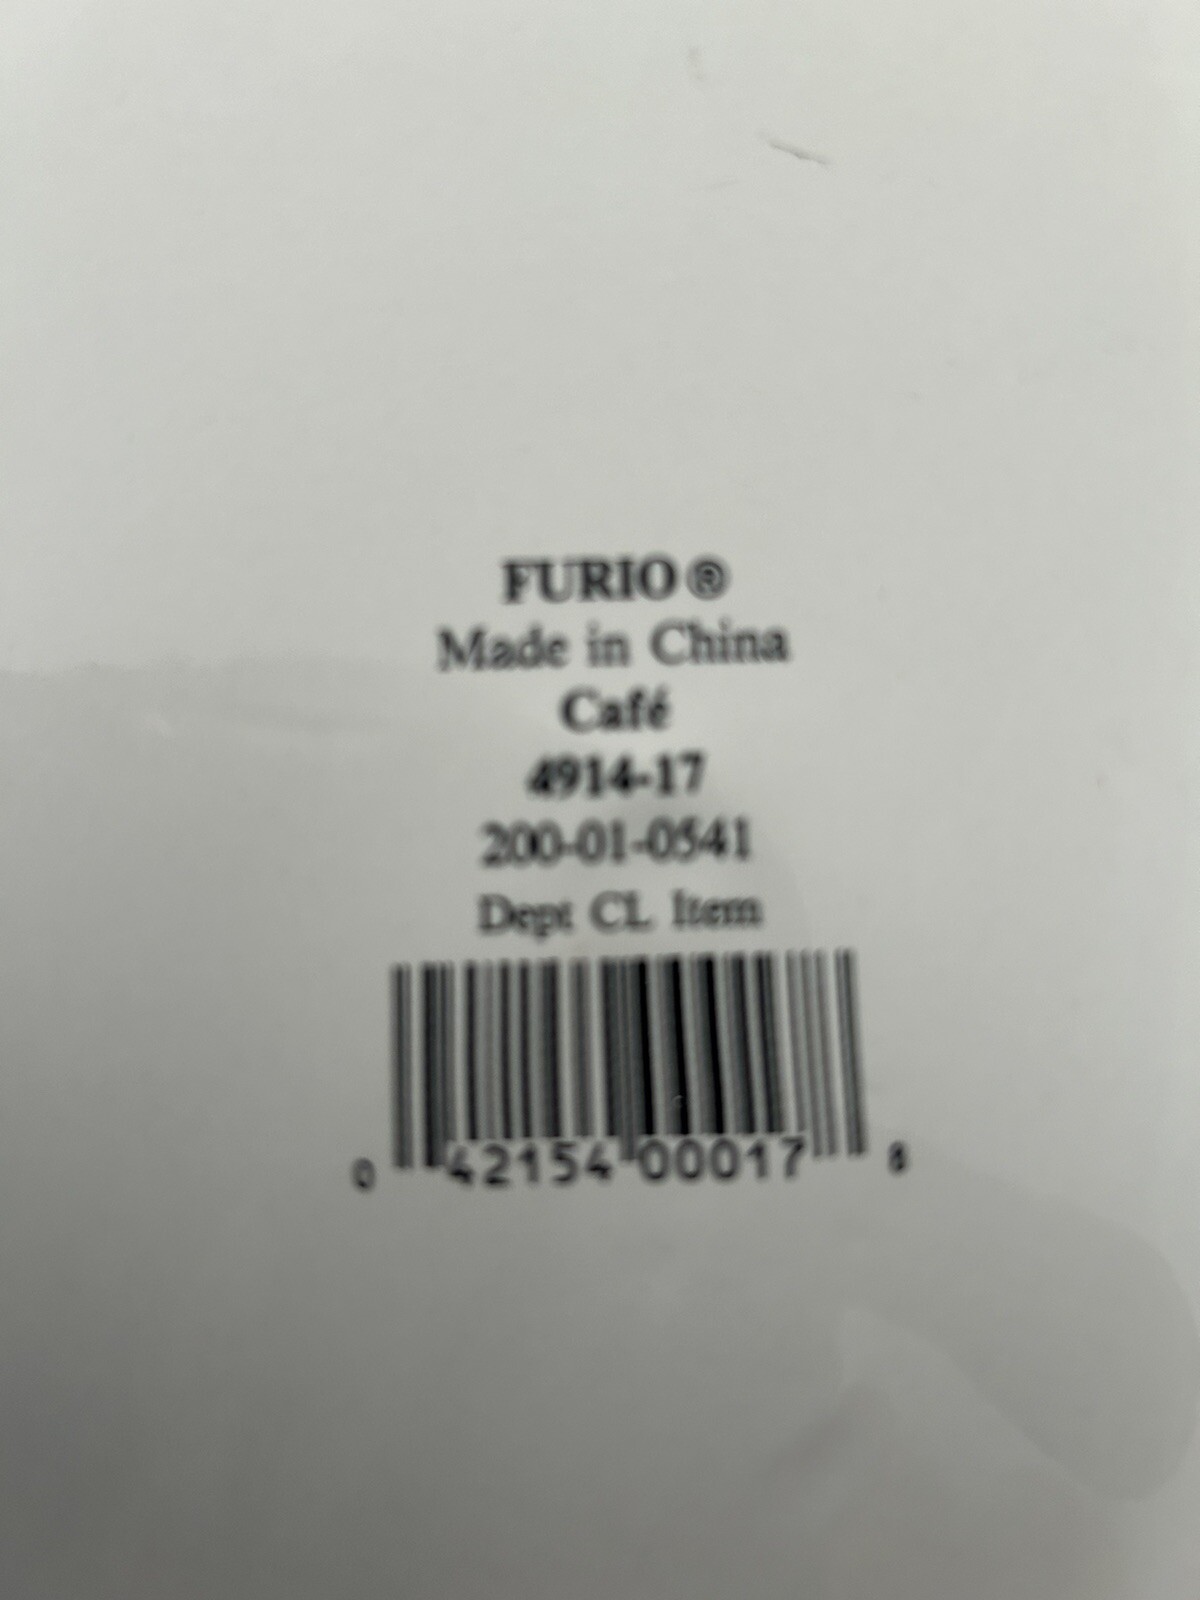 FURIO®
Made in China
Café
4914-17
200-01-0541
Dept CL Item
0 42154 00017 8